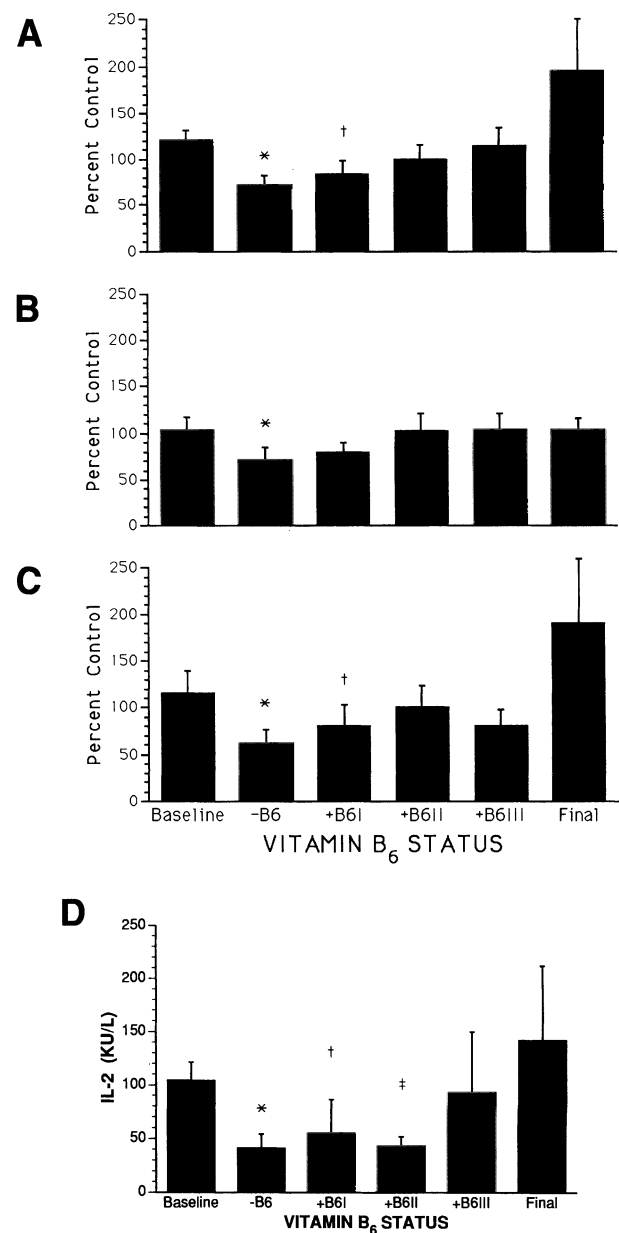 A
Percent Control
250
200
150
100
50
0
*
†
B
Percent Control
250
200
150
100
50
0
*
C
Percent Control
250
200
150
100
50
0
*
†
Baseline -B6 +B6I +B6II +B6III Final
VITAMIN B6 STATUS
D
IL-2 (KU/L)
250
200
150
100
50
0
*
†
‡
Baseline -B6 +B6I +B6II +B6III Final
VITAMIN B6 STATUS